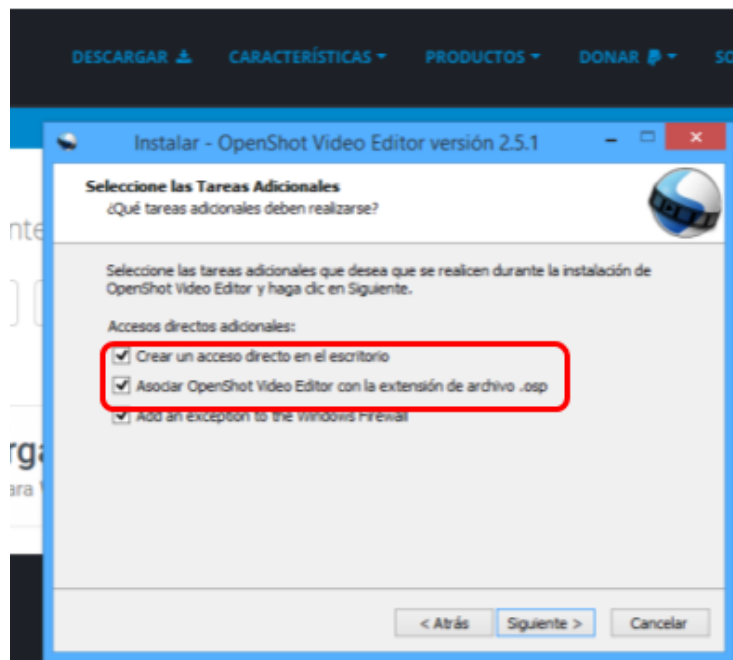 DESCARGAR CARACTERÍSTICAS PRODUCTOS DONAR
Instalar - OpenShot Video Editor versión 2.5.1
Seleccione las Tareas Adicionales
¿Qué tareas adicionales deben realizarse?
Seleccione las tareas adicionales que desea que se realicen durante la instalación de
OpenShot Video Editor y haga clic en Siguiente.
Accesos directos adicionales:
Crear un acceso directo en el escritorio
Asociar OpenShot Video Editor con la extensión de archivo .osp
Add an exception to the Windows Firewall
< Atrás Siguiente > Cancelar